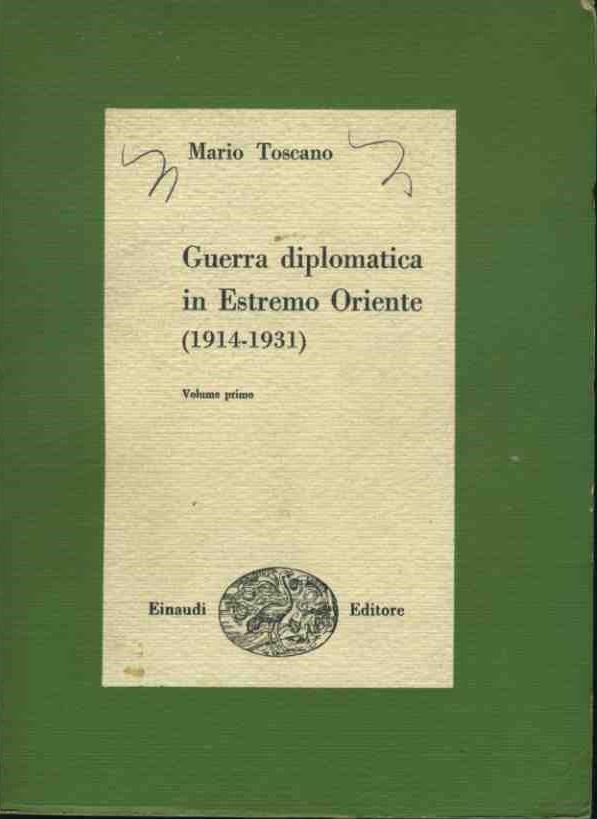 Mario Toscano
Guerra diplomatica
in Estremo Oriente
(1914-1931)
Volume primo
Einaudi Editore